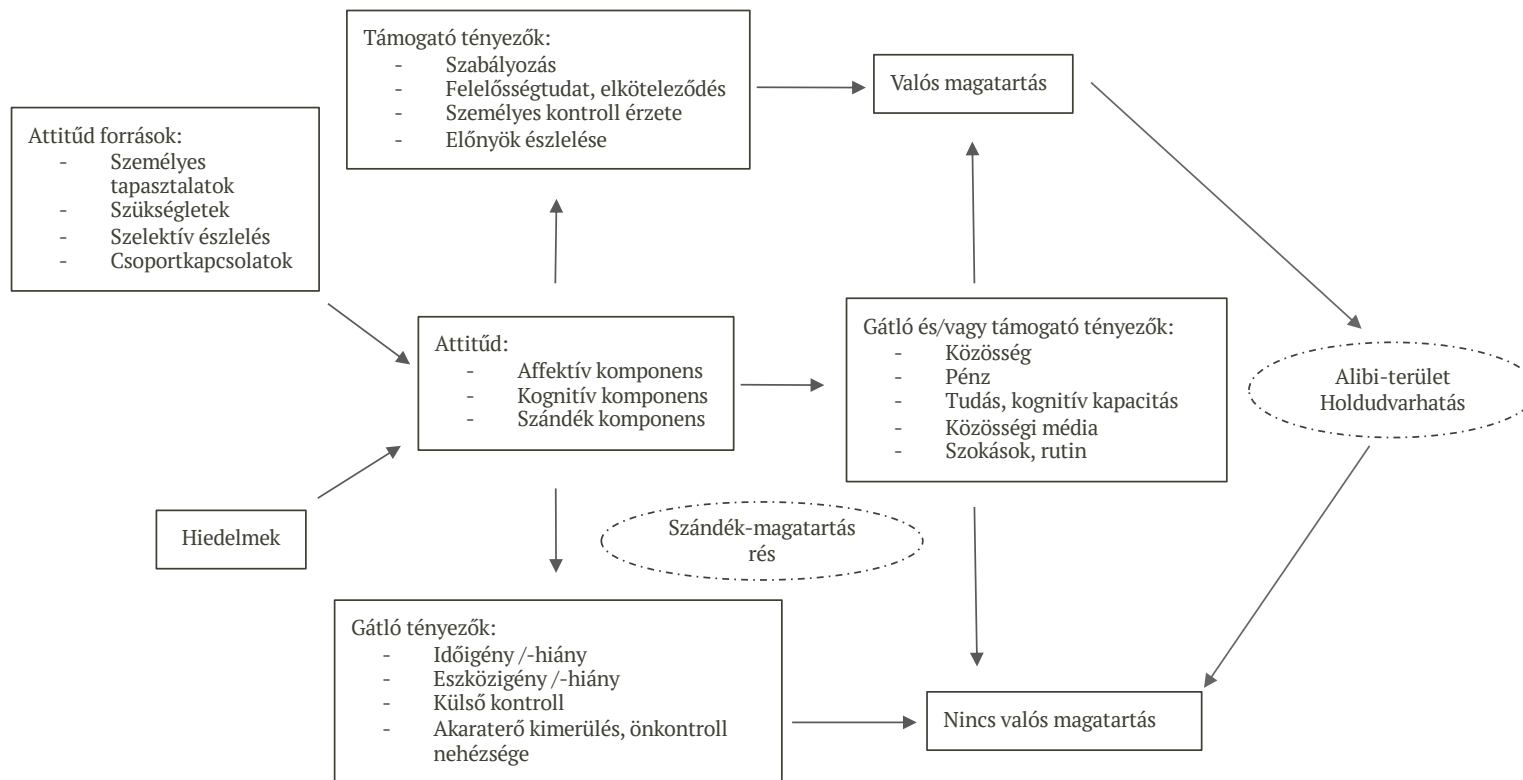 Támogató tényezők:
- Szabályozás
- Felelősségtudat, elköteleződés
- Személyes kontroll érzete
- Előnyök észlelése
Valós magatartás
Attitűd források:
- Személyes
tapasztalatok
- Szükségletek
- Szelektív észlelés
- Csoportkapcsolatok
Attitűd:
- Affektív komponens
- Kognitív komponens
- Szándék komponens
Gátló és/vagy támogató tényezők:
- Közösség
- Pénz
- Tudás, kognitív kapacitás
- Közösségi média
- Szokások, rutin
Alibi-terület
Holdudvarhatás
Hiedelmek
Szándék-magatartás
rés
Gátló tényezők:
- Időigény /-hiány
- Eszközigény /-hiány
- Külső kontroll
- Akaraterő kimerülés, önkontroll
nehézsége
Nincs valós magatartás